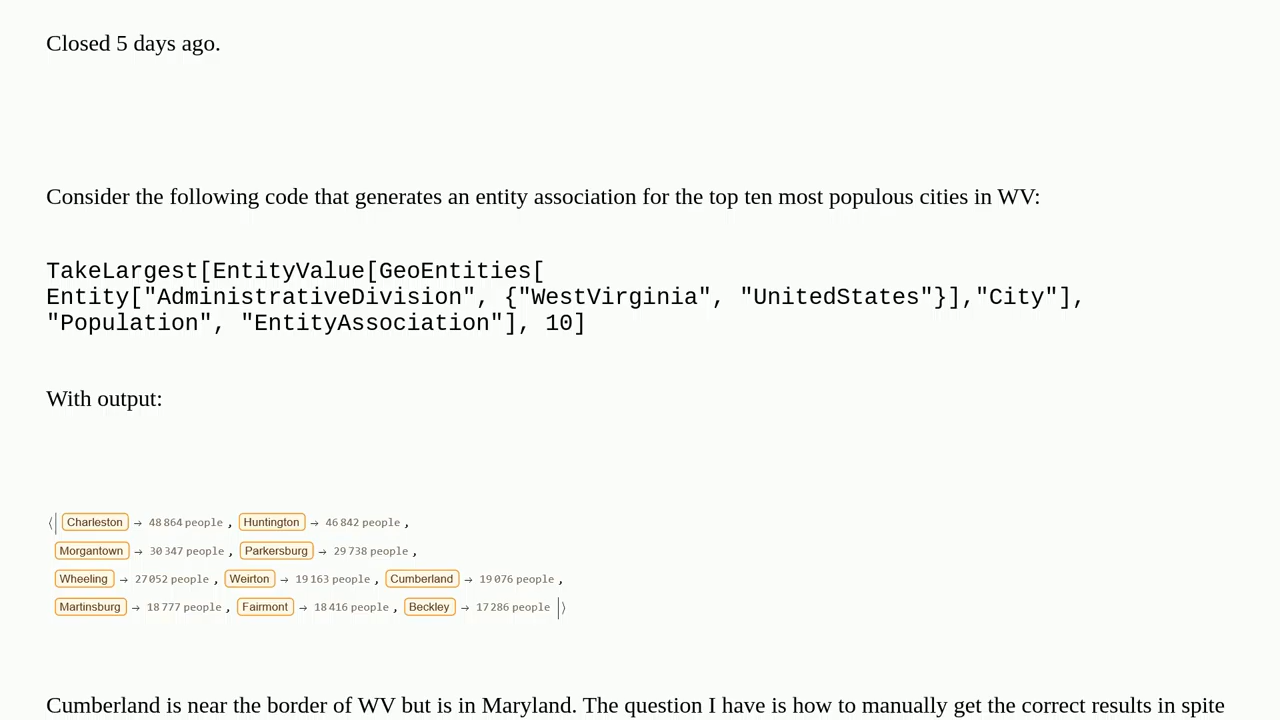 Closed 5 days ago.
Consider the following code that generates an entity association for the top ten most populous cities in WV:
TakeLargest[EntityValue[GeoEntities[
Entity["AdministrativeDivision", {"WestVirginia", "UnitedStates"}],"City"],
"Population", "EntityAssociation"], 10]
With output:
⟨| Charleston → 48 864 people , Huntington → 46 842 people ,
Morgantown → 30 347 people , Parkersburg → 29 738 people ,
Wheeling → 27 052 people , Weirton → 19 163 people , Cumberland → 19 076 people ,
Martinsburg → 18 777 people , Fairmont → 18 416 people , Beckley → 17 286 people |⟩
Cumberland is near the border of WV but is in Maryland. The question I have is how to manually get the correct results in spite